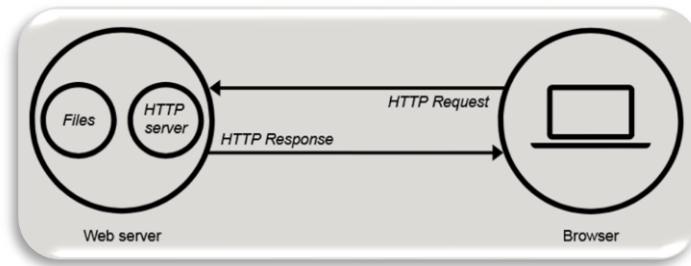 Files
HTTP
server
HTTP Request
HTTP Response
Web server
Browser